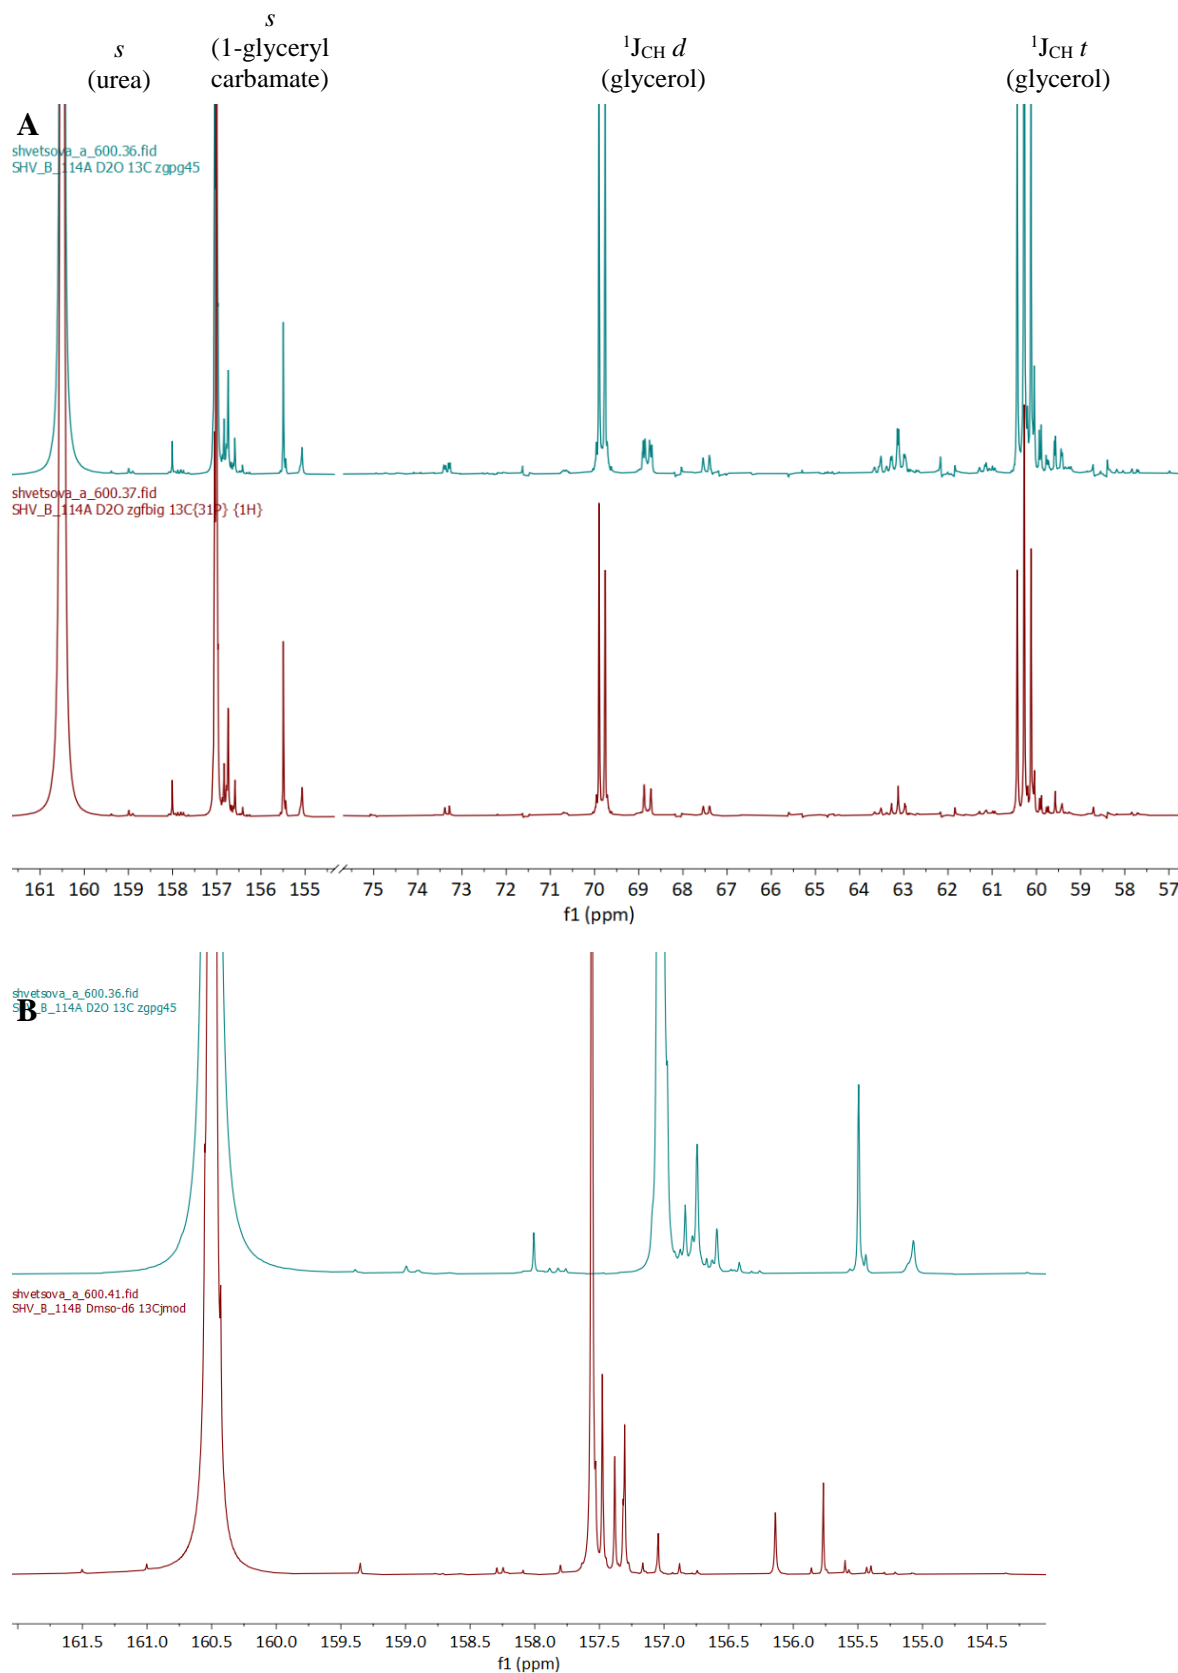 s
(urea)
s
(1-glyceryl
carbamate)
¹JCH d
(glycerol)
¹JCH t
(glycerol)
A
shvetsova_a_600.36.fid
SHV_B_114A D2O 13C zgpg45
shvetsova_a_600.37.fid
SHV_B_114A D2O zgfbig 13C{31P} {1H}
161 160 159 158 157 156 155 75 74 73 72 71 70 69 68 67 66 65 64 63 62 61 60 59 58 57
f1 (ppm)
shvetsova_a_600.36.fid
B
SHV_B_114A D2O 13C zgpg45
shvetsova_a_600.41.fid
SHV_B_114B Dmso-d6 13Cjmod
161.5 161.0 160.5 160.0 159.5 159.0 158.5 158.0 157.5 157.0 156.5 156.0 155.5 155.0 154.5
f1 (ppm)